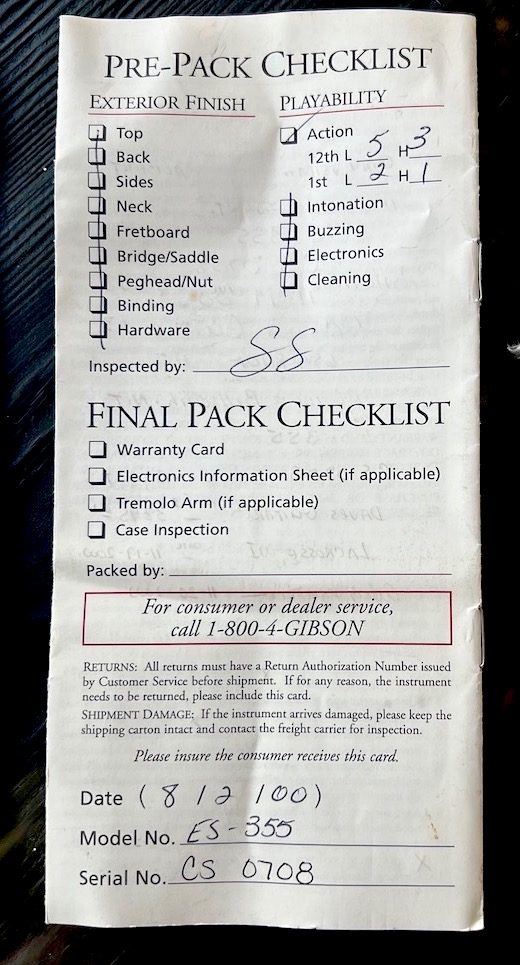 PRE-PACK CHECKLIST
EXTERIOR FINISH
Top
Back
Sides
Neck
Fretboard
Bridge/Saddle
Peghead/Nut
Binding
Hardware
PLAYABILITY
Action
12th L 5 H 3
1st L 2 H 1
Intonation
Buzzing
Electronics
Cleaning
Inspected by: SS
FINAL PACK CHECKLIST
Warranty Card
Electronics Information Sheet (if applicable)
Tremolo Arm (if applicable)
Case Inspection
Packed by:
For consumer or dealer service,
call 1-800-4-GIBSON
RETURNS: All returns must have a Return Authorization Number issued
by Customer Service before shipment. If for any reason, the instrument
needs to be returned, please include this card.
SHIPMENT DAMAGE: If the instrument arrives damaged, please keep the
shipping carton intact and contact the freight carrier for inspection.
Please insure the consumer receives this card.
Date ( 8 / 2 / 00 )
Model No. ES-355
Serial No. CS 0708